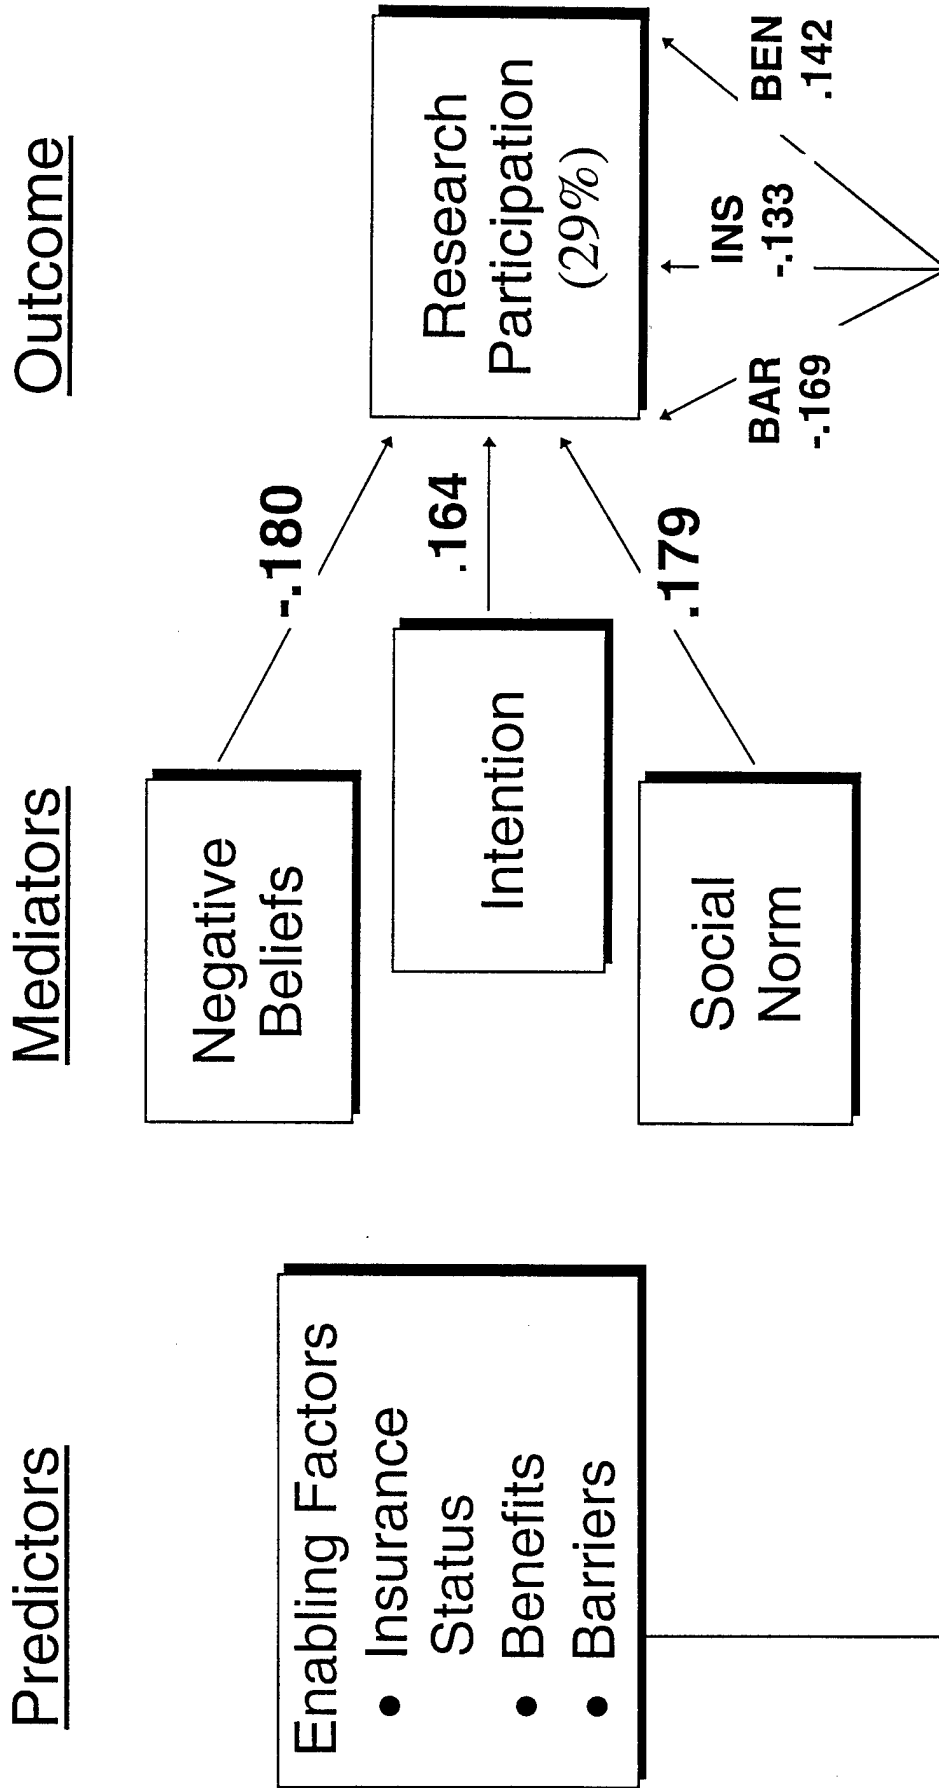 Predictors
Mediators
Outcome
Enabling Factors
● Insurance
Status
● Benefits
● Barriers
Negative
Beliefs
Intention
Social
Norm
-.180
.164
.179
Research
Participation
(29%)
BAR
-.169
INS
-.133
BEN
.142